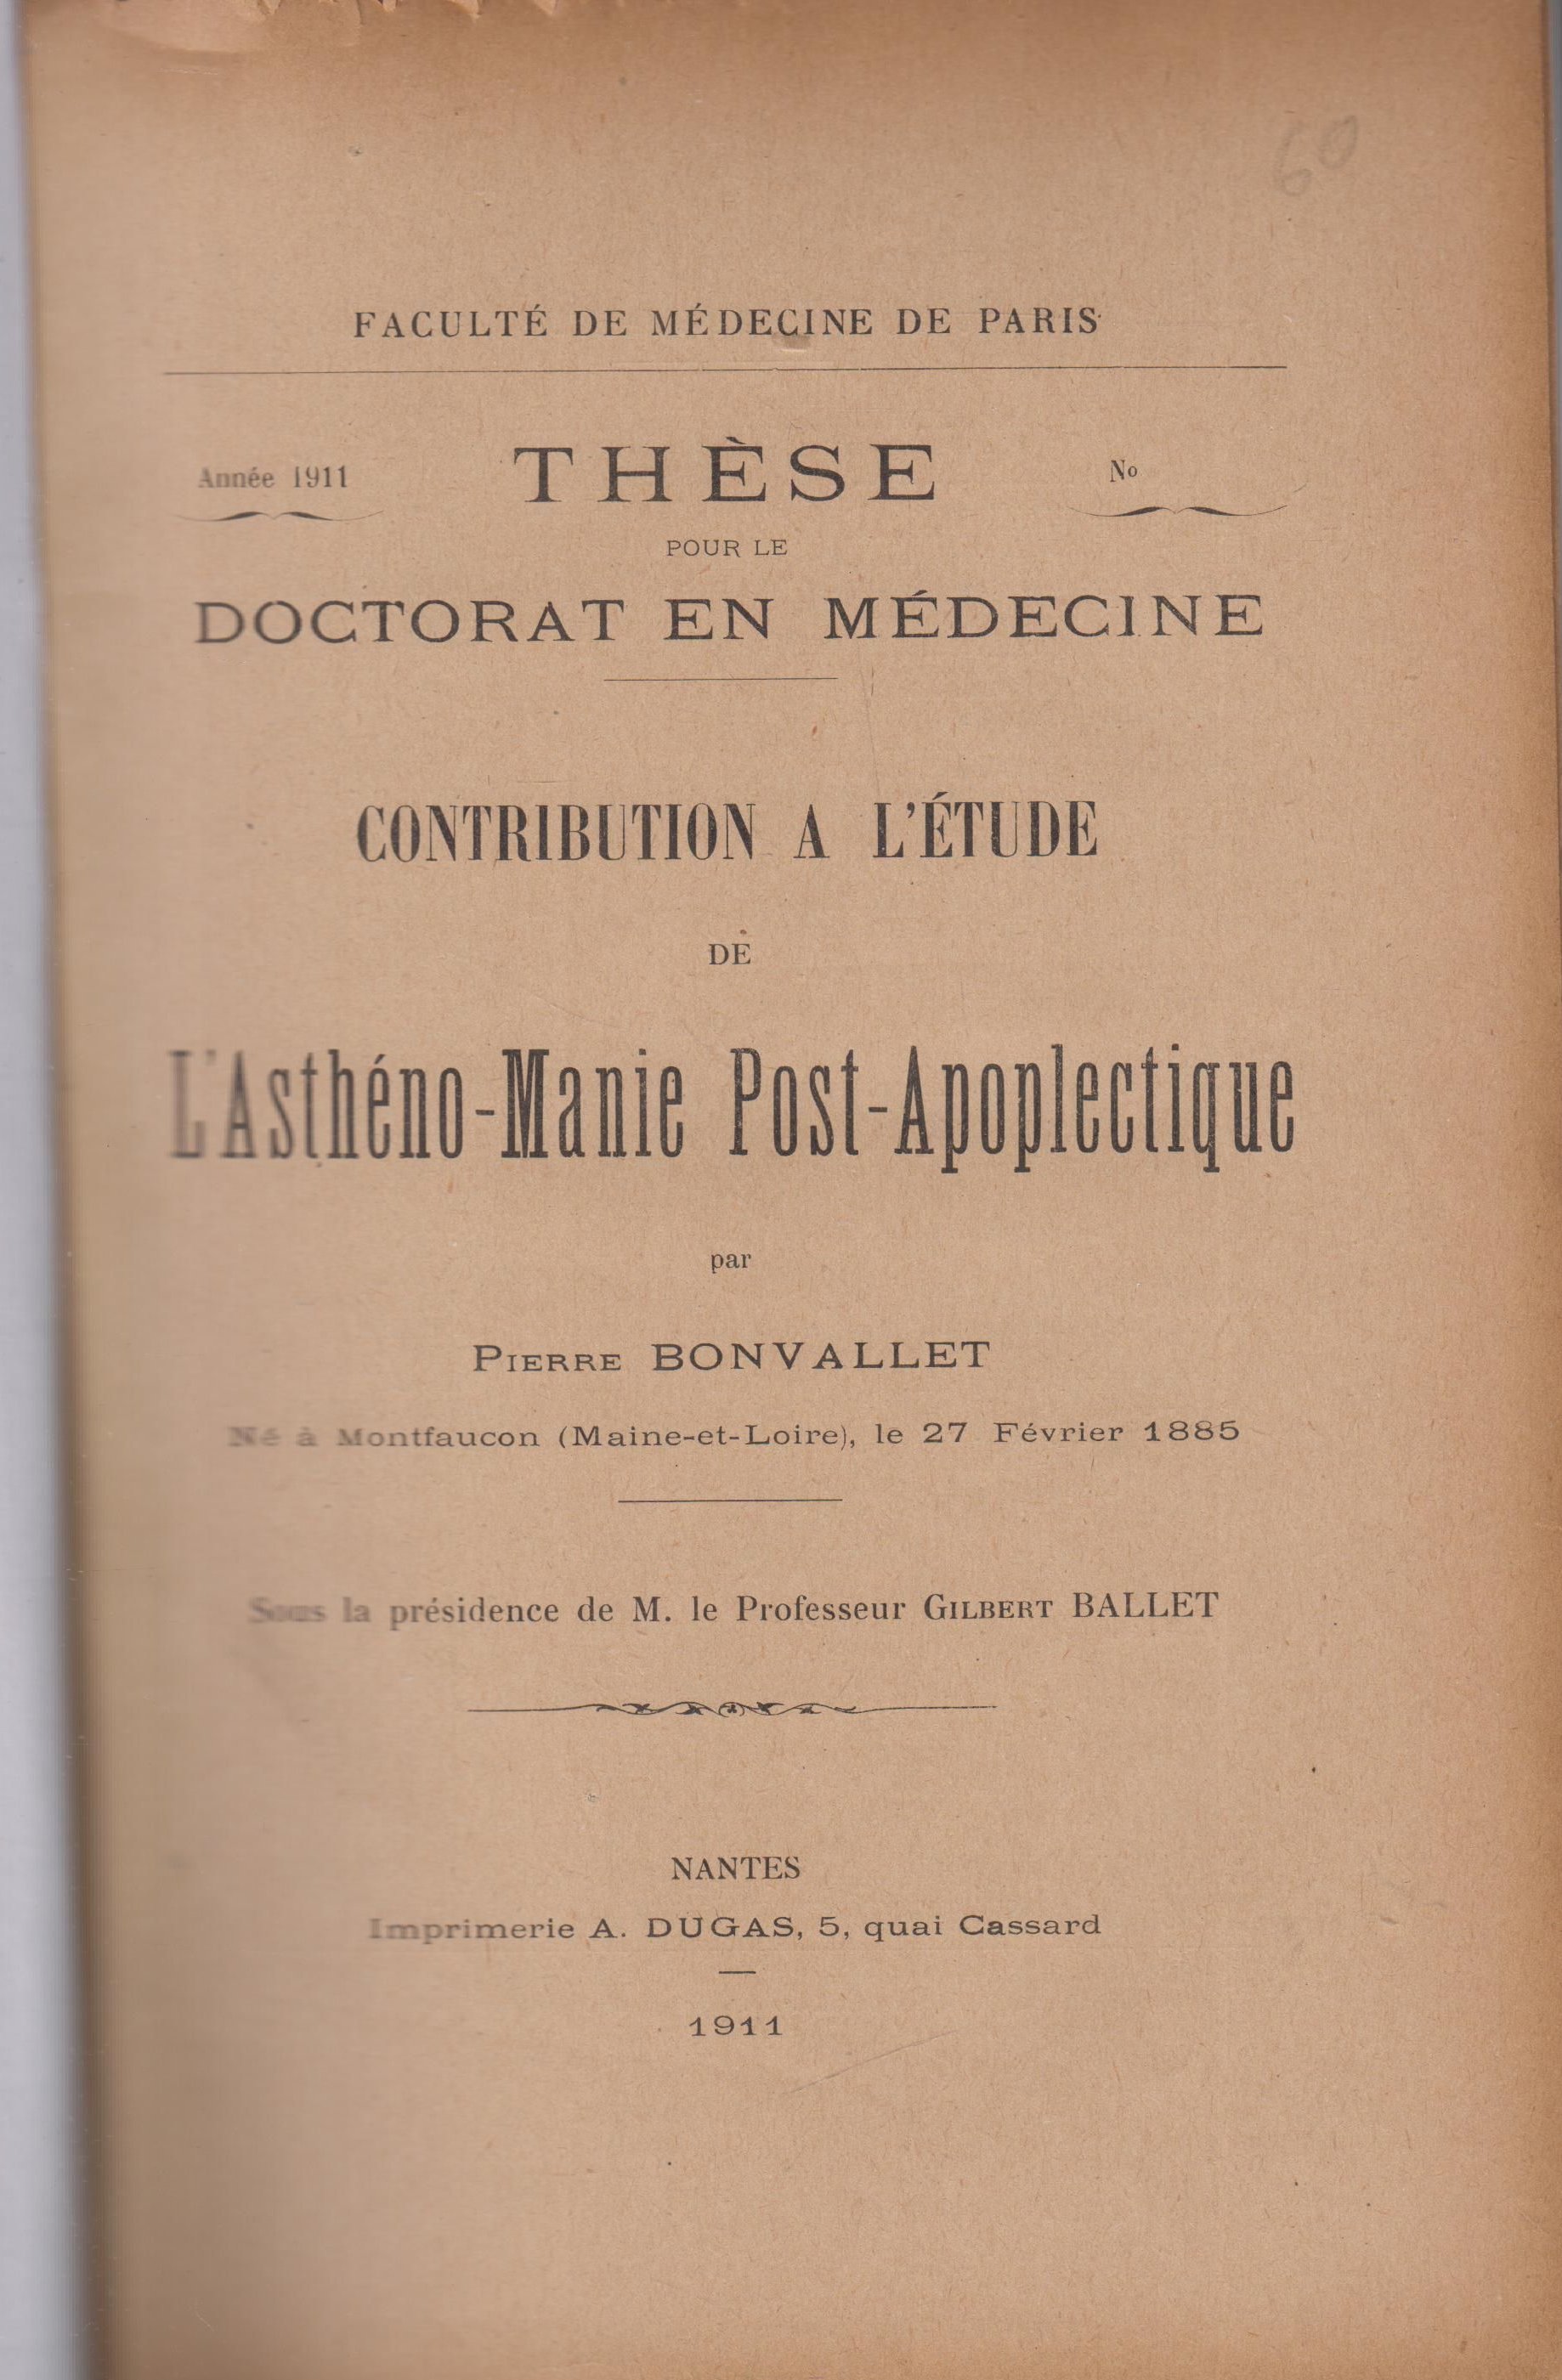 60
FACULTÉ DE MÉDECINE DE PARIS
Année 1911 THÈSE No
POUR LE
DOCTORAT EN MÉDECINE
CONTRIBUTION A L'ÉTUDE
DE
L'Asthéno-Manie Post-Apoplectique
par
PIERRE BONVALLET
Né à Montfaucon (Maine-et-Loire), le 27 Février 1885
Sous la présidence de M. le Professeur GILBERT BALLET
NANTES
Imprimerie A. DUGAS, 5, quai Cassard
1911